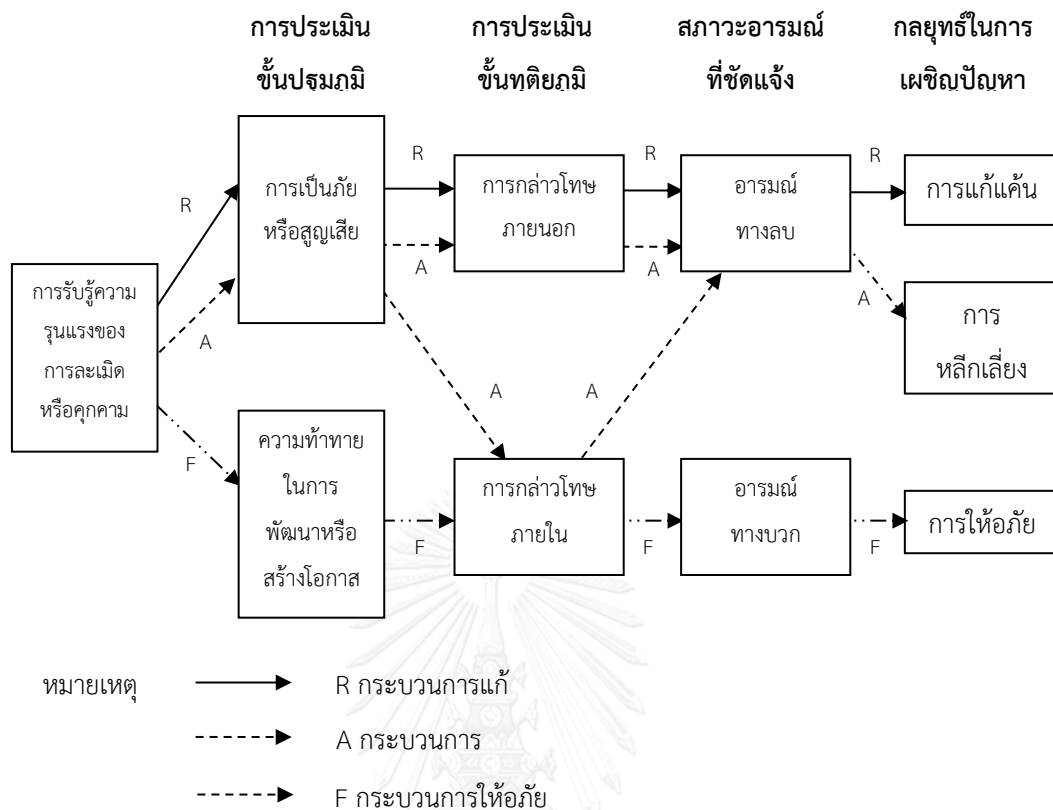 การประเมิน
ขั้นปฐมภูมิ
การประเมิน
ขั้นทุติยภูมิ
สภาวะอารมณ์
ที่ชัดแจ้ง
กลยุทธ์ในการ
เผชิญปัญหา
การรับรู้ความ
รุนแรงของ
การละเมิด
หรือคุกคาม
R
A
F
การเป็นภัย
หรือสูญเสีย
R
A
A
การกล่าวโทษ
ภายนอก
R
A
A
อารมณ์
ทางลบ
R
A
การแก้แค้น
การ
หลีกเลี่ยง
ความท้าทาย
ในการ
พัฒนาหรือ
สร้างโอกาส
F
การกล่าวโทษ
ภายใน
F
อารมณ์
ทางบวก
F
การให้อภัย
หมายเหตุ
R กระบวนการแก้
A กระบวนการ
F กระบวนการให้อภัย